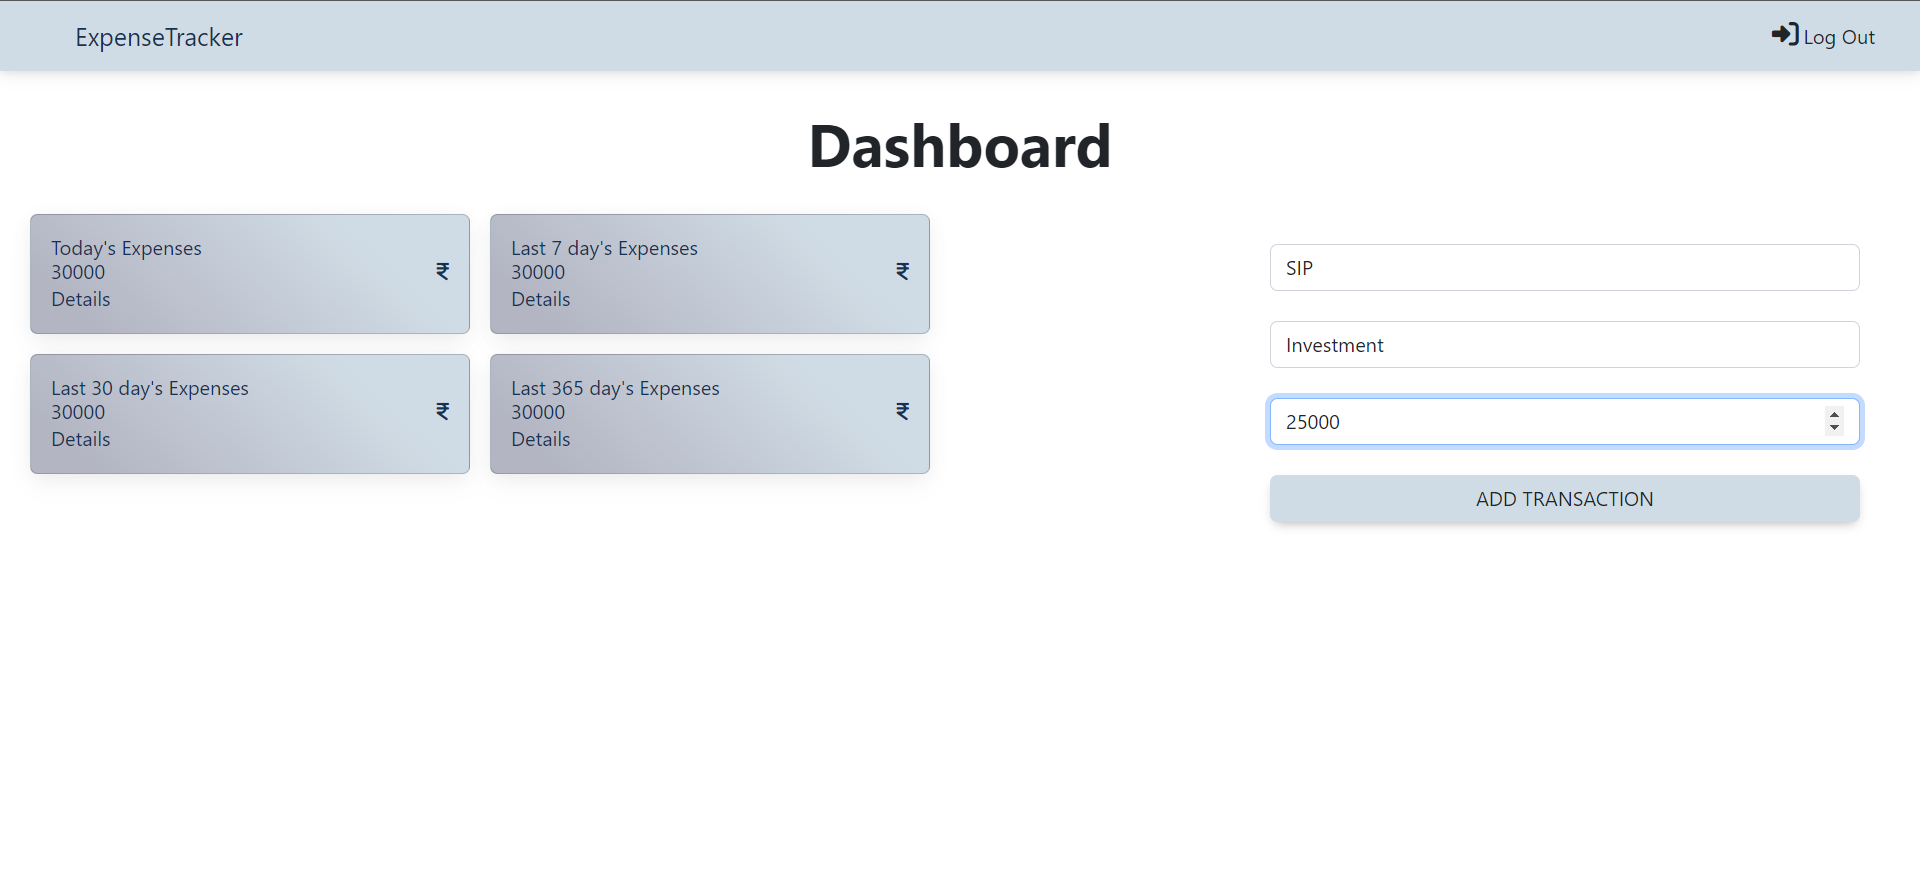 ExpenseTracker
Log Out
Dashboard
Today's Expenses
30000
Details
₹
Last 7 day's Expenses
30000
Details
₹
Last 30 day's Expenses
30000
Details
₹
Last 365 day's Expenses
30000
Details
₹
SIP
Investment
25000
ADD TRANSACTION